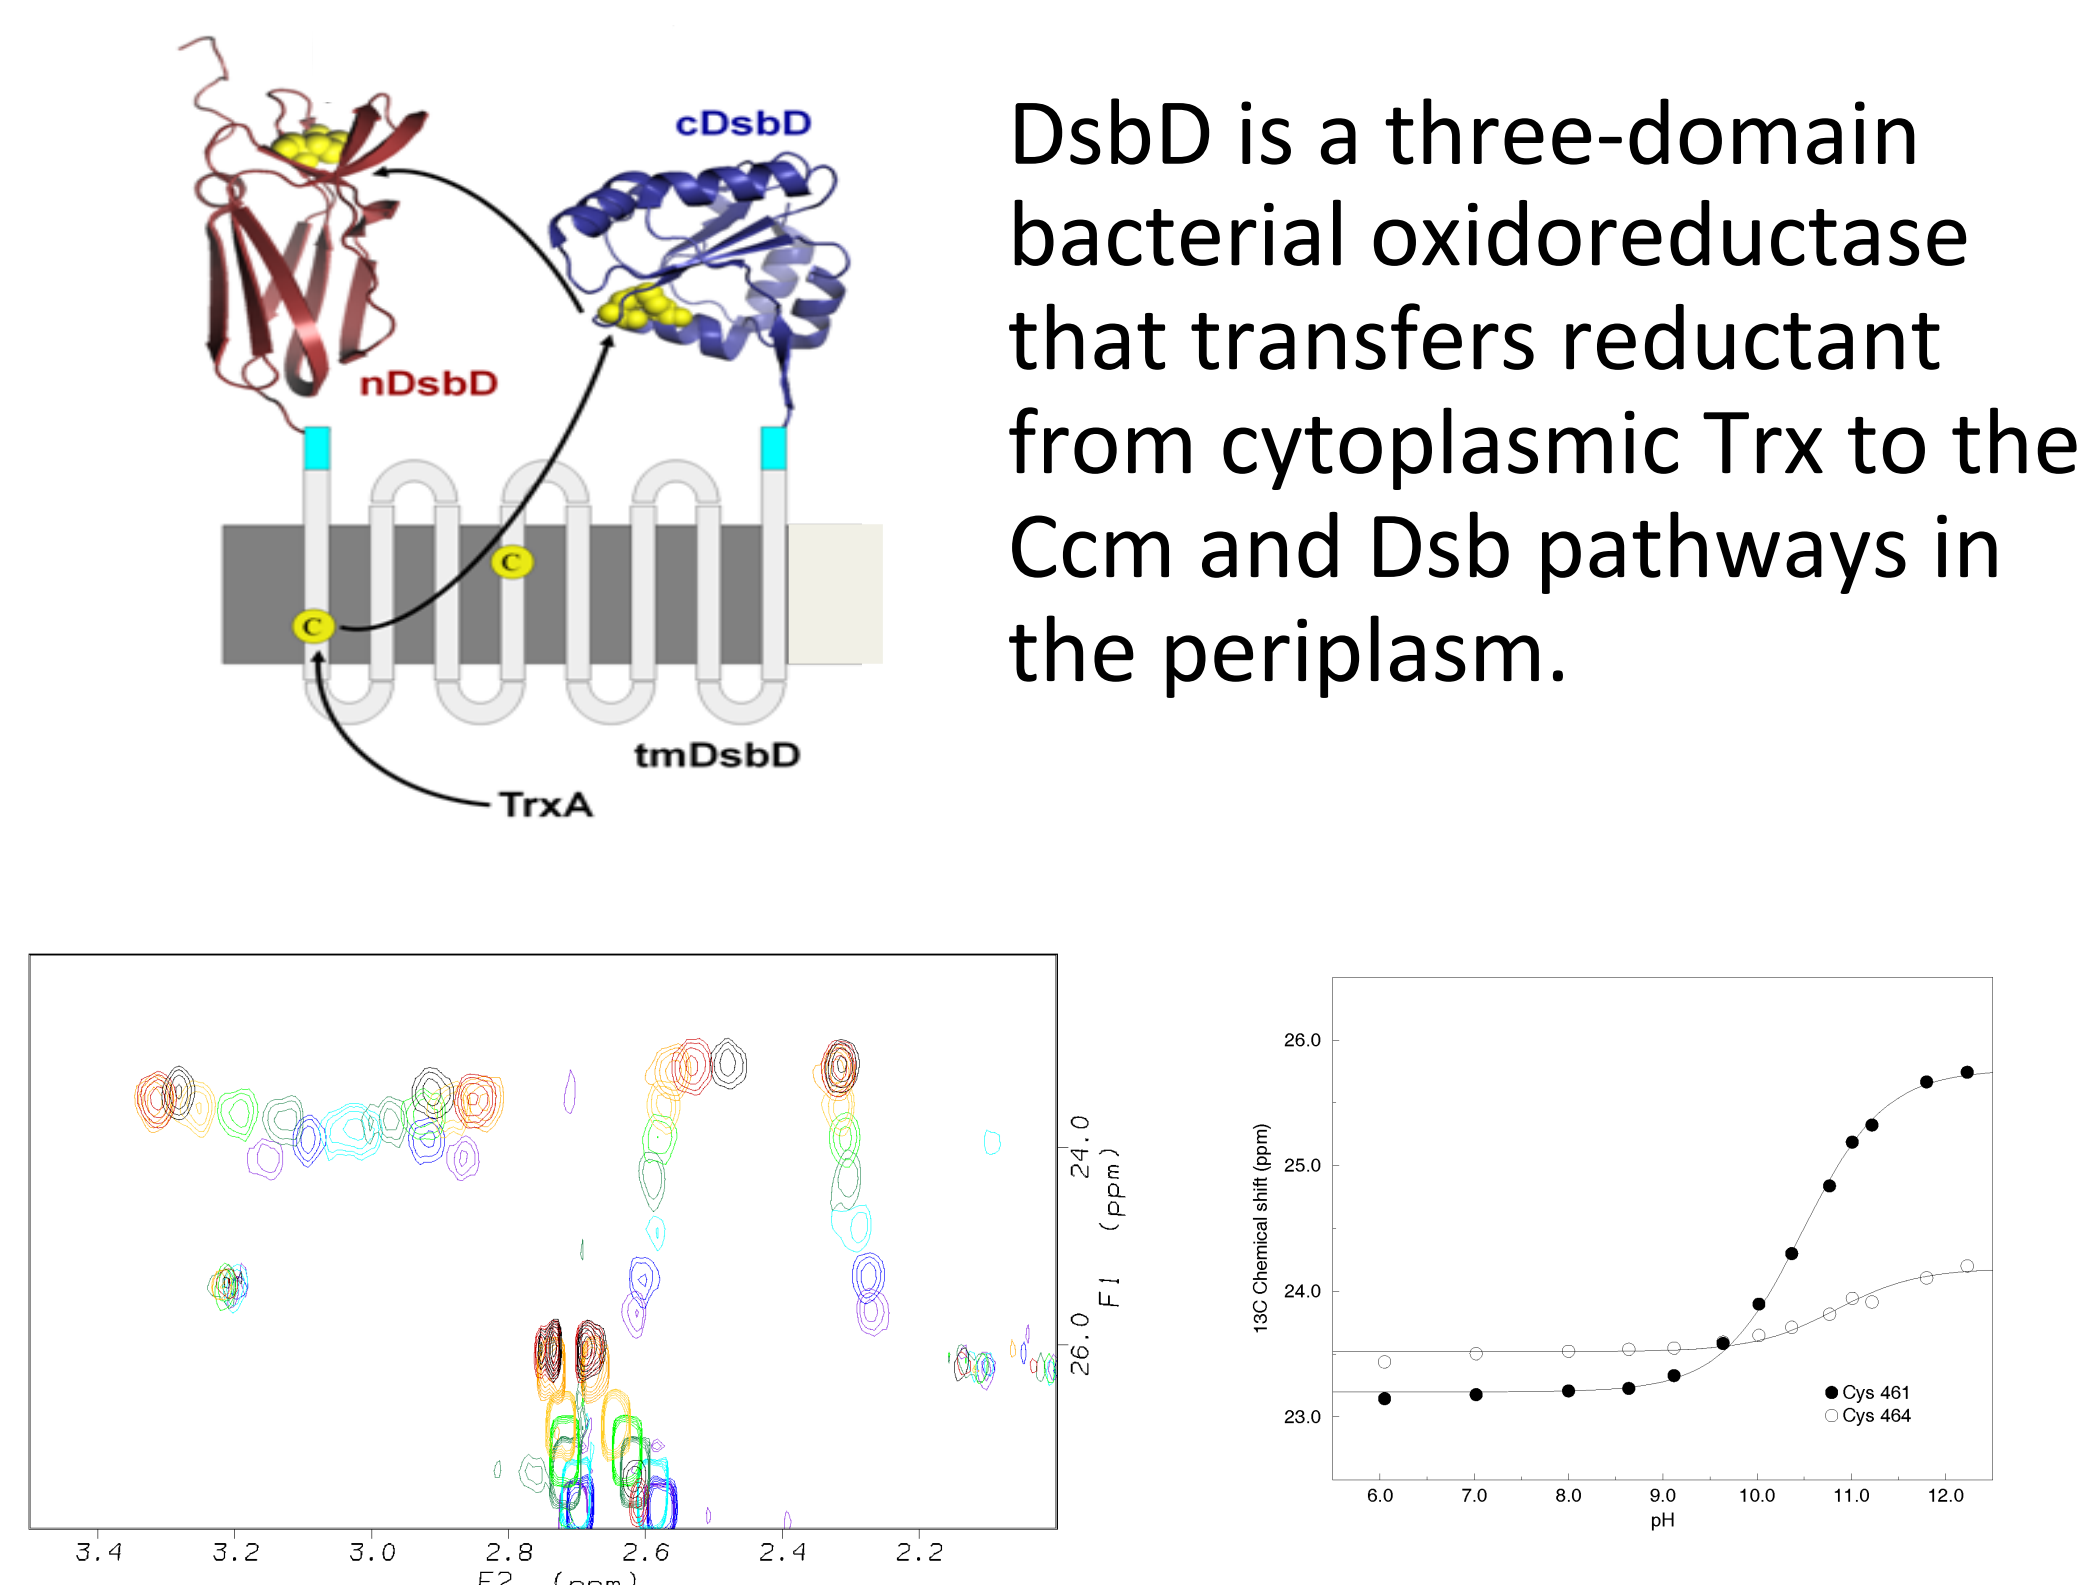 cDsbD
nDsbD
C
C
tmDsbD
TrxA
DsbD is a three-domain
bacterial oxidoreductase
that transfers reductant
from cytoplasmic Trx to the
Ccm and Dsb pathways in
the periplasm.
24.0
F1 (ppm)
26.0
3.4 3.2 3.0 2.8 2.6 2.4 2.2
F2 (ppm)
26.0
25.0
24.0
23.0
13C Chemical shift (ppm)
Cys 461
Cys 464
6.0 7.0 8.0 9.0 10.0 11.0 12.0
pH